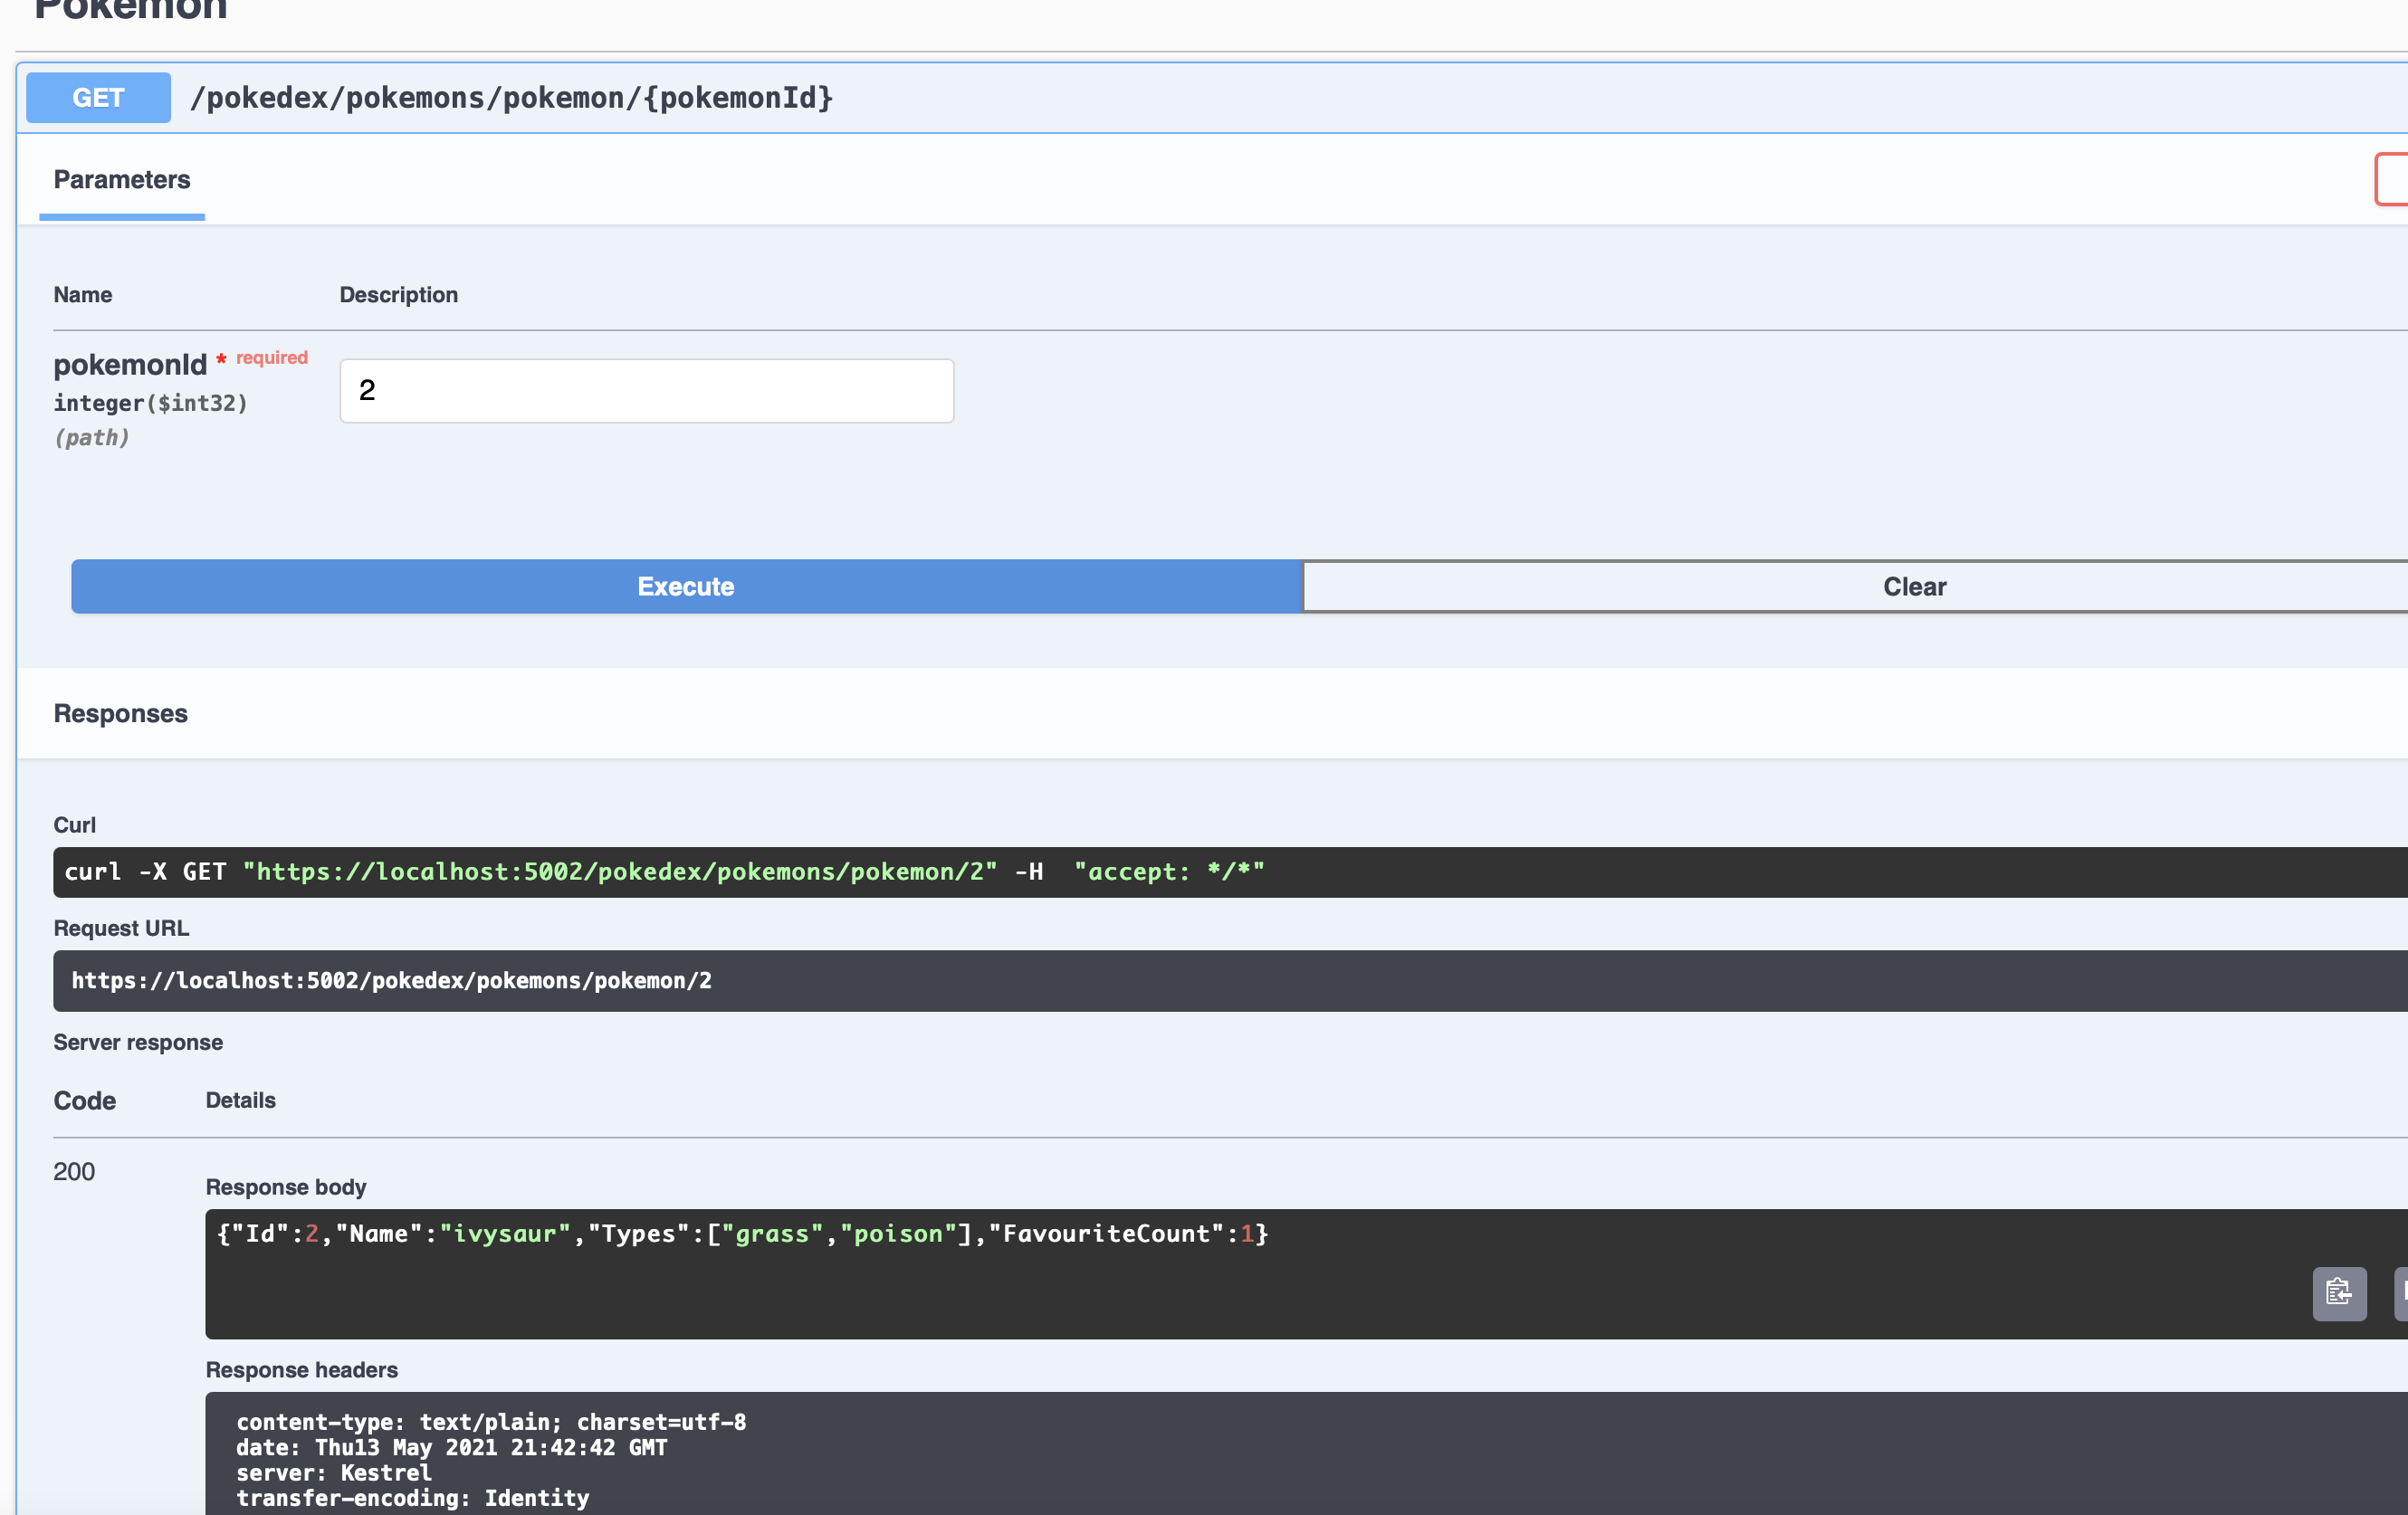 Pokemon
GET /pokedex/pokemons/pokemon/{pokemonId}
Parameters
Name Description
pokemonId * required
integer($int32)
(path)
2
Execute Clear
Responses
Curl
curl -X GET "https://localhost:5002/pokedex/pokemons/pokemon/2" -H  "accept: */*"
Request URL
https://localhost:5002/pokedex/pokemons/pokemon/2
Server response
Code Details
200
Response body
{"Id":2,"Name":"ivysaur","Types":["grass","poison"],"FavouriteCount":1}
Response headers
content-type: text/plain; charset=utf-8
date: Thu13 May 2021 21:42:42 GMT
server: Kestrel
transfer-encoding: Identity